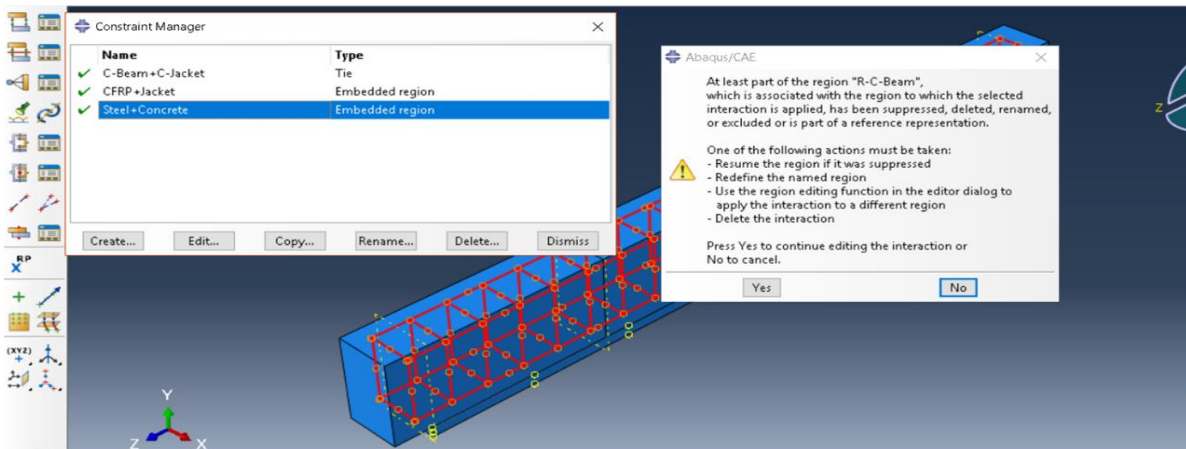 Constraint Manager
Name Type
C-Beam+C-Jacket Tie
CFRP+Jacket Embedded region
Steel+Concrete Embedded region
Create... Edit... Copy... Rename... Delete... Dismiss
Abaqus/CAE
At least part of the region "R-C-Beam",
which is associated with the region to which the selected
interaction is applied, has been suppressed, deleted, renamed,
or excluded or is part of a reference representation.
One of the following actions must be taken:
- Resume the region if it was suppressed
- Redefine the named region
- Use the region editing function in the editor dialog to
apply the interaction to a different region
- Delete the interaction
Press Yes to continue editing the interaction or
No to cancel.
Yes No
RP
(XYZ)
Y
Z X
Z